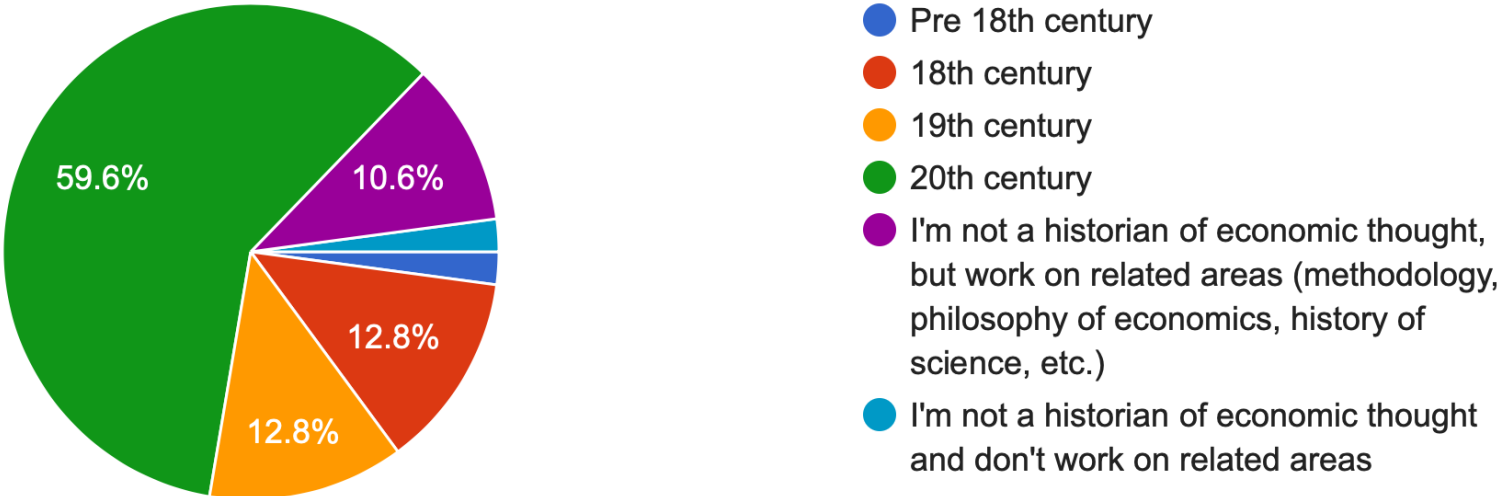 59.6%
10.6%
12.8%
12.8%
Pre 18th century
18th century
19th century
20th century
I'm not a historian of economic thought,
but work on related areas (methodology,
philosophy of economics, history of
science, etc.)
I'm not a historian of economic thought
and don't work on related areas